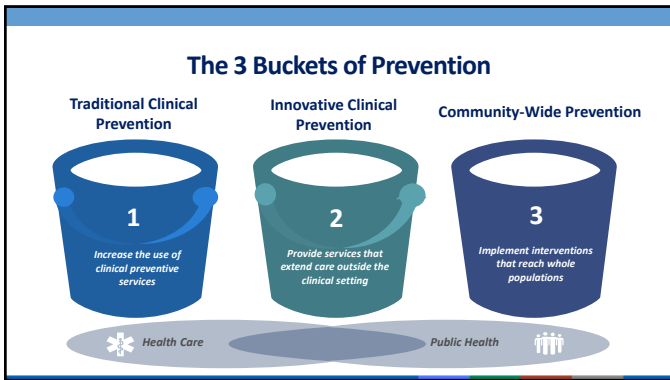 The 3 Buckets of Prevention
Traditional Clinical
Prevention
Innovative Clinical
Prevention
Community-Wide Prevention
1
Increase the use of
clinical preventive
services
2
Provide services that
extend care outside the
clinical setting
3
Implement interventions
that reach whole
populations
Health Care
Public Health